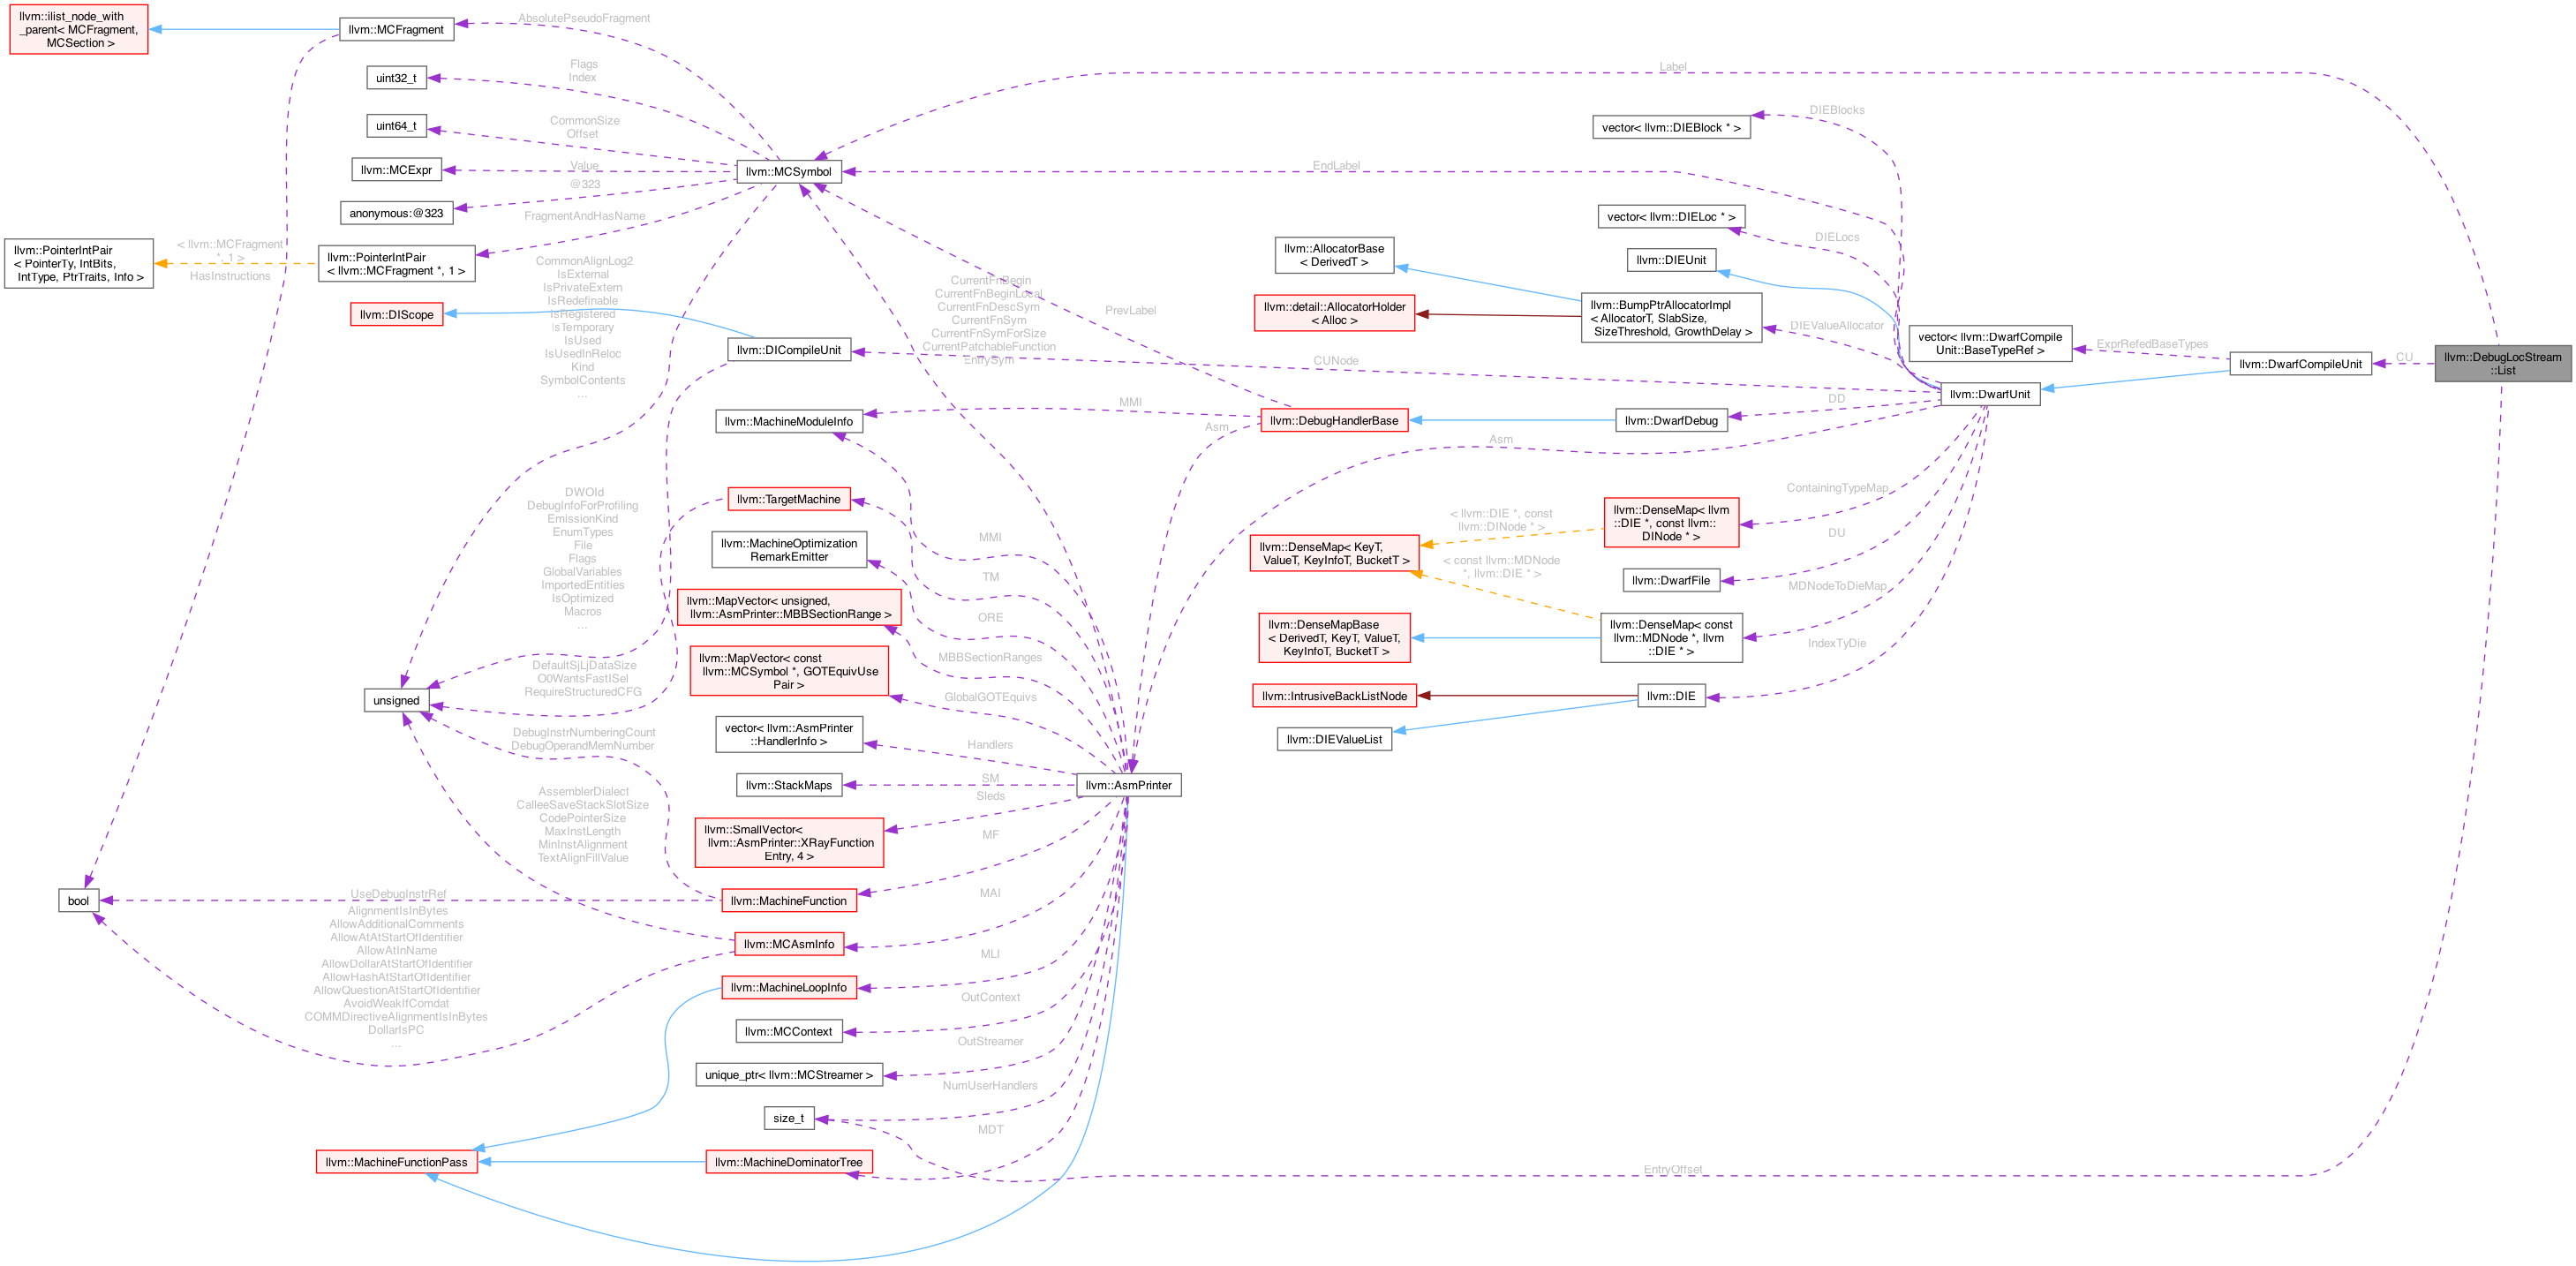 llvm::ilist_node_with
_parent< MCFragment,
MCSection >
llvm::MCFragment
AbsolutePseudoFragment
uint32_t
Flags
Index
uint64_t
CommonSize
Offset
llvm::MCExpr
Value
@323
anonymous:@323
llvm::MCSymbol
FragmentAndHasName
llvm::PointerIntPair
< PointerTy, IntBits,
IntType, PtrTraits, Info >
< llvm::MCFragment
*, 1 >
HasInstructions
llvm::PointerIntPair
< llvm::MCFragment *, 1 >
CommonAlignLog2
IsExternal
IsPrivateExtern
IsRedefinable
IsRegistered
isTemporary
IsUsed
IsUsedInReloc
Kind
SymbolContents
...
llvm::DIScope
llvm::DICompileUnit
CurrentFnBegin
CurrentFnBeginLocal
CurrentFnDescSym
CurrentFnSym
CurrentFnSymForSize
CurrentPatchableFunction
EntrySym
PrevLabel
Label
EndLabel
DIEBlocks
vector< llvm::DIEBlock * >
vector< llvm::DIELoc * >
DIELocs
llvm::DIEUnit
llvm::AllocatorBase
< DerivedT >
llvm::detail::AllocatorHolder
< Alloc >
llvm::BumpPtrAllocatorImpl
< AllocatorT, SlabSize,
SizeThreshold, GrowthDelay >
DIEValueAllocator
vector< llvm::DwarfCompile
Unit::BaseTypeRef >
ExprRefedBaseTypes
llvm::DwarfCompileUnit
CU
llvm::DebugLocStream
::List
CUNode
llvm::DwarfUnit
llvm::MachineModuleInfo
MMI
llvm::DebugHandlerBase
llvm::DwarfDebug
DD
Asm
Asm
DWOId
DebugInfoForProfiling
EmissionKind
EnumTypes
File
Flags
GlobalVariables
ImportedEntities
IsOptimized
Macros
...
llvm::TargetMachine
llvm::MachineOptimization
RemarkEmitter
MMI
TM
ORE
llvm::MapVector< unsigned,
llvm::AsmPrinter::MBBSectionRange >
MBBSectionRanges
llvm::MapVector< const
llvm::MCSymbol *, GOTEquivUse
Pair >
GlobalGOTEquivs
llvm::DenseMap< KeyT,
ValueT, KeyInfoT, BucketT >
< llvm::DIE *, const
llvm::DINode * >
< const llvm::MDNode
*, llvm::DIE * >
llvm::DenseMap< llvm
::DIE *, const llvm::
DINode * >
ContainingTypeMap
DU
llvm::DwarfFile
MDNodeToDieMap
llvm::DenseMapBase
< DerivedT, KeyT, ValueT,
KeyInfoT, BucketT >
llvm::DenseMap< const
llvm::MDNode *, llvm
::DIE * >
IndexTyDie
llvm::IntrusiveBackListNode
llvm::DIE
llvm::DIEValueList
unsigned
DefaultSjLjDataSize
O0WantsFastISel
RequireStructuredCFG
DebugInstrNumberingCount
DebugOperandMemNumber
vector< llvm::AsmPrinter
::HandlerInfo >
Handlers
llvm::StackMaps
SM
llvm::AsmPrinter
Sleds
llvm::SmallVector<
llvm::AsmPrinter::XRayFunction
Entry, 4 >
MF
AssemblerDialect
CalleeSaveStackSlotSize
CodePointerSize
MaxInstLength
MinInstAlignment
TextAlignFillValue
bool
UseDebugInstrRef
llvm::MachineFunction
MAI
AlignmentIsInBytes
AllowAdditionalComments
AllowAtAtStartOfIdentifier
AllowAtInName
AllowDollarAtStartOfIdentifier
AllowHashAtStartOfIdentifier
AllowQuestionAtStartOfIdentifier
AvoidWeakIfComdat
COMMDirectiveAlignmentIsInBytes
DollarIsPC
...
llvm::MCAsmInfo
MLI
llvm::MachineLoopInfo
OutContext
llvm::MCContext
OutStreamer
unique_ptr< llvm::MCStreamer >
NumUserHandlers
size_t
MDT
llvm::MachineFunctionPass
llvm::MachineDominatorTree
EntryOffset